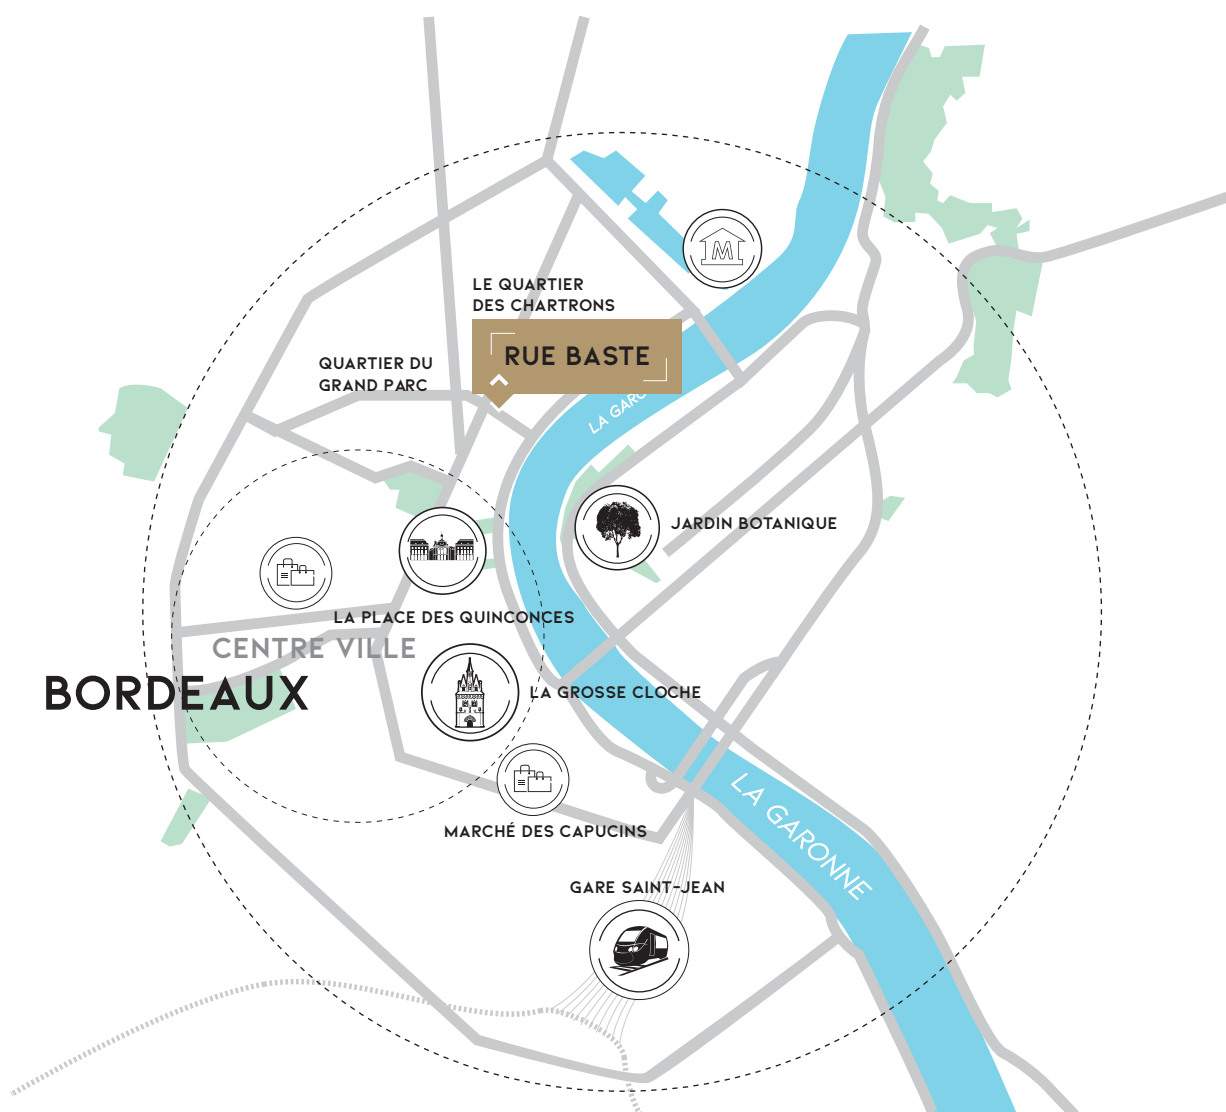 M
LE QUARTIER
DES CHARTRONS
RUE BASTE
QUARTIER DU
GRAND PARC
LA
JARDIN BOTANIQUE
LA PLACE DES QUINCONCES
CENTRE VILLE
BORDEAUX
LA GROSSE CLOCHE
LA GARONNE
MARCHÉ DES CAPUCINS
GARE SAINT-JEAN